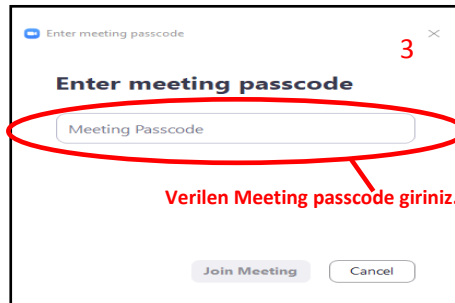 Enter meeting passcode
3
Enter meeting passcode
Meeting Passcode
Verilen Meeting passcode giriniz.
Join Meeting
Cancel